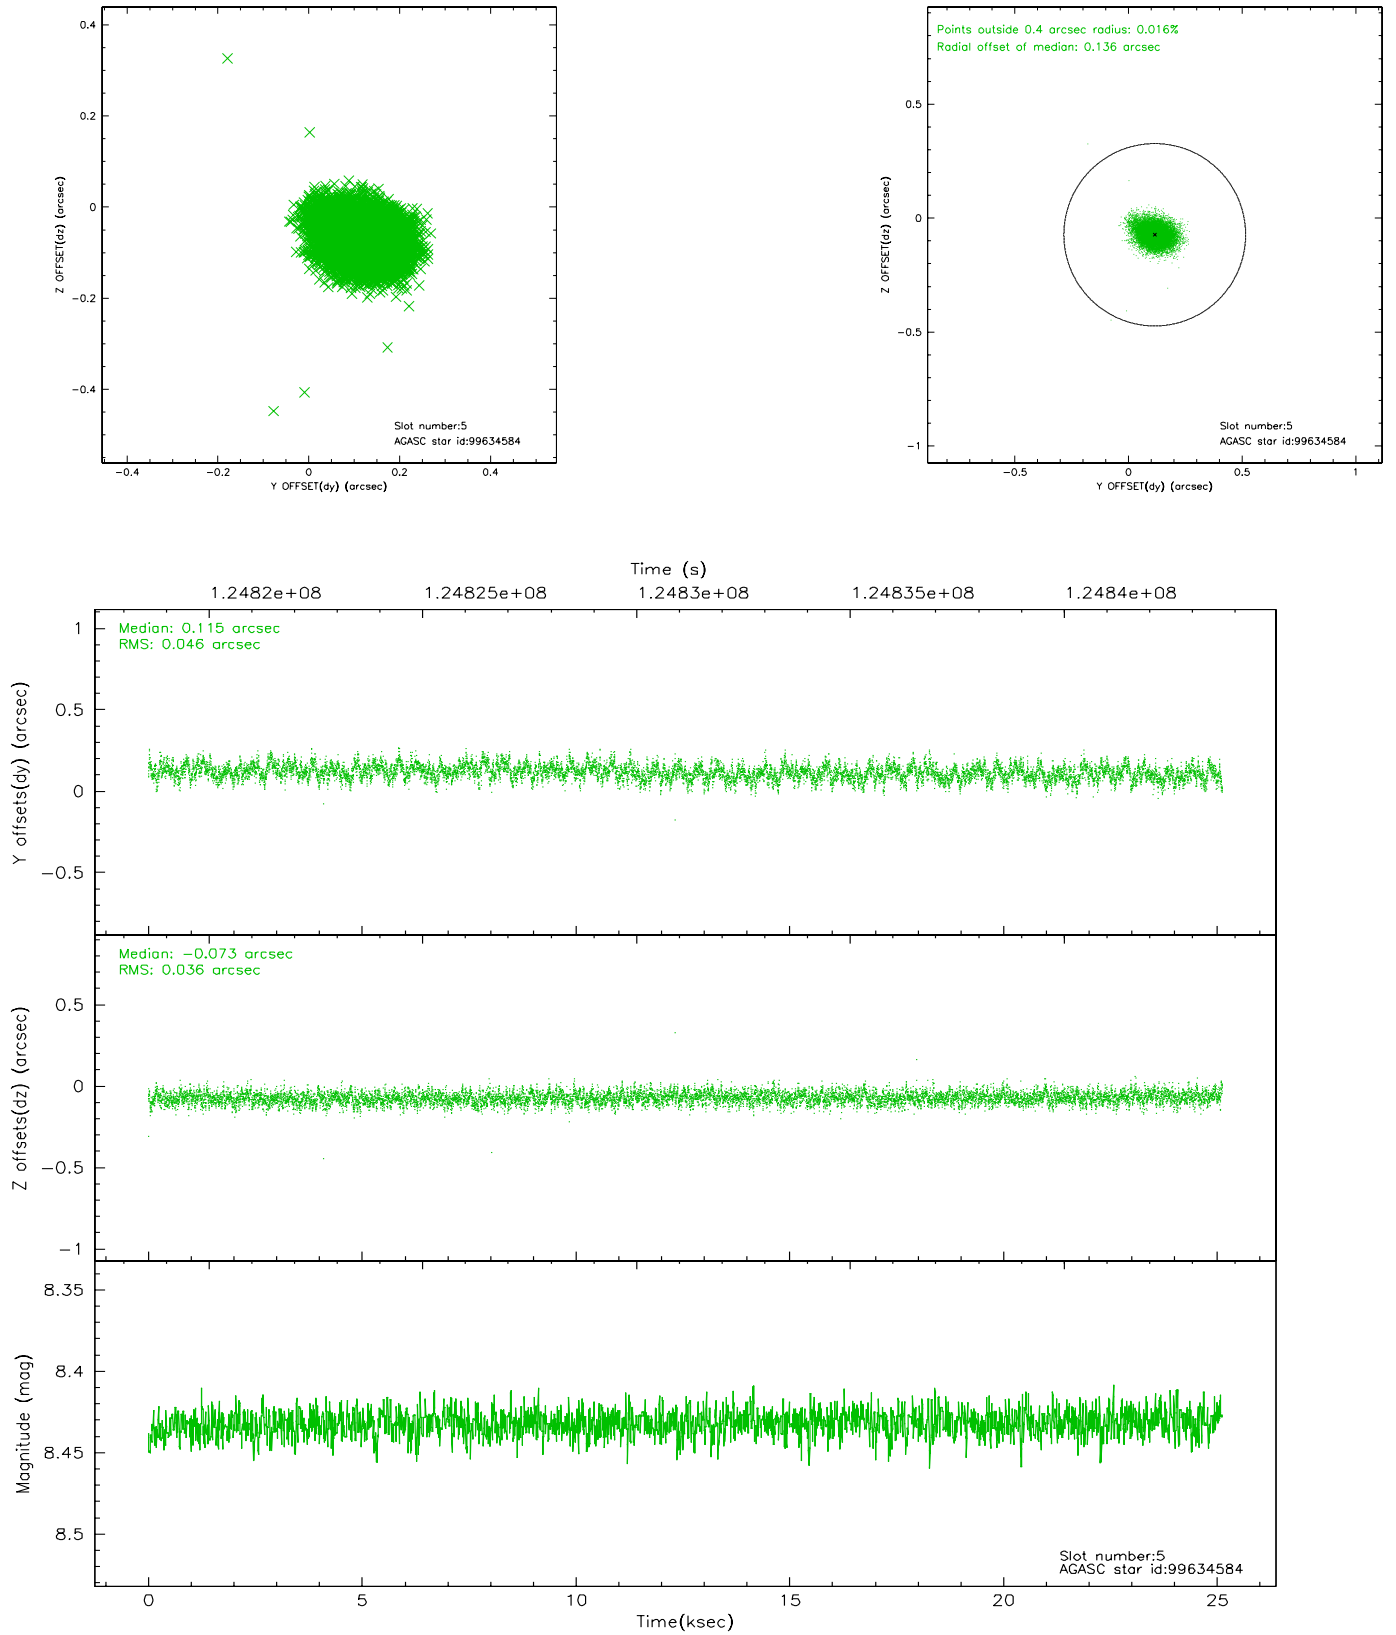 0.4
0.2
0
−0.2
−0.4
Z OFFSET(dz) (arcsec)
Slot number:5
AGASC star id:99634584
−0.4 −0.2 0 0.2 0.4
Y OFFSET(dy) (arcsec)
Points outside 0.4 arcsec radius: 0.016%
Radial offset of median: 0.136 arcsec
0.5
0
−0.5
−1
Z OFFSET(dz) (arcsec)
Slot number:5
AGASC star id:99634584
−0.5 0 0.5 1
Y OFFSET(dy) (arcsec)
Time (s)
1.2482e+08 1.24825e+08 1.2483e+08 1.24835e+08 1.2484e+08
Median: 0.115 arcsec
RMS: 0.046 arcsec
1
0.5
0
−0.5
Y offsets(dy) (arcsec)
Median: −0.073 arcsec
RMS: 0.036 arcsec
0.5
0
−0.5
−1
Z offsets(dz) (arcsec)
8.35
8.4
8.45
8.5
Magnitude (mag)
Slot number:5
AGASC star id:99634584
0 5 10 15 20 25
Time(ksec)